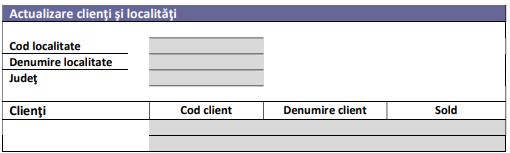 Actualizare clienţi şi localităţi
Cod localitate
Denumire localitate
Judeţ
Clienţi Cod client Denumire client Sold